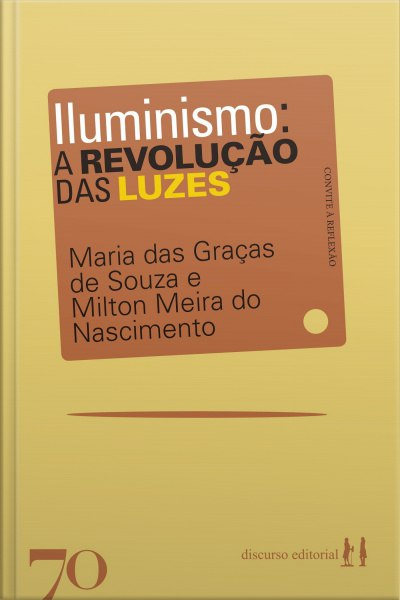 Iluminismo:
A REVOLUÇÃO
DAS LUZES
CONVITE À REFLEXÃO
Maria das Graças
de Souza e
Milton Meira do
Nascimento
70
discurso editorial